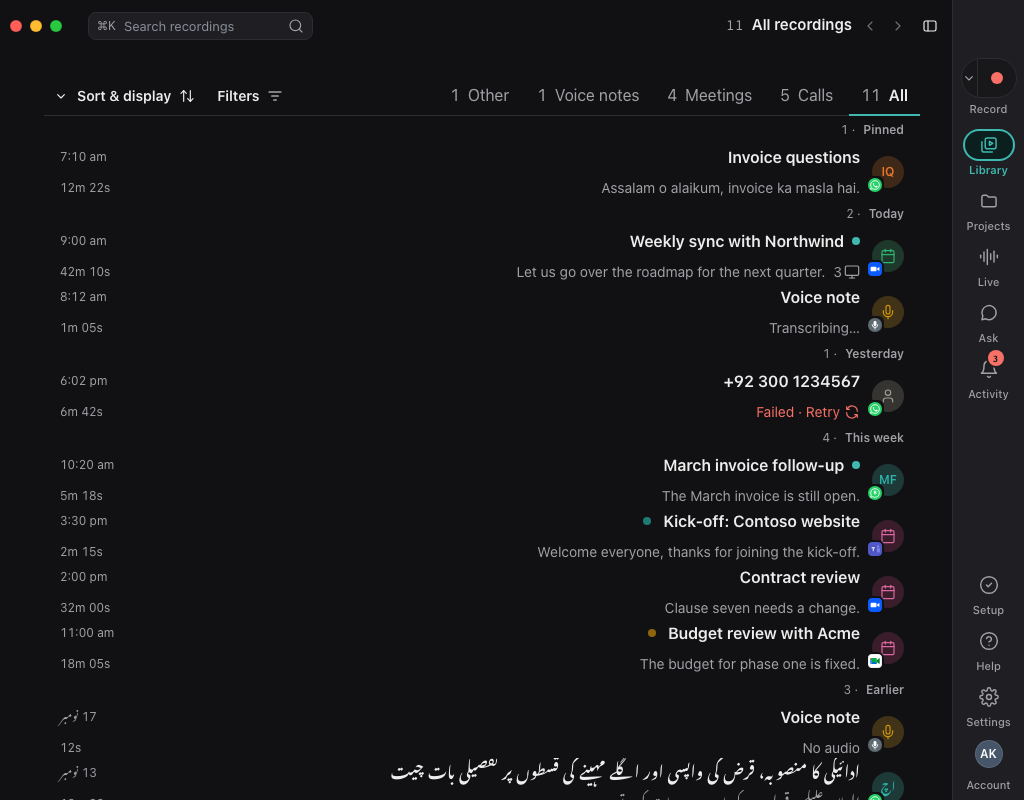 ⌘K Search recordings
11 All recordings
Sort & display
Filters
1 Other
1 Voice notes
4 Meetings
5 Calls
11 All
1 · Pinned
7:10 am
Invoice questions
IQ
12m 22s
Assalam o alaikum, invoice ka masla hai.
2 · Today
9:00 am
Weekly sync with Northwind
42m 10s
Let us go over the roadmap for the next quarter. 3
8:12 am
Voice note
1m 05s
Transcribing...
1 · Yesterday
6:02 pm
+92 300 1234567
6m 42s
Failed · Retry
4 · This week
10:20 am
March invoice follow-up
MF
5m 18s
The March invoice is still open.
3:30 pm
Kick-off: Contoso website
2m 15s
Welcome everyone, thanks for joining the kick-off.
2:00 pm
Contract review
32m 00s
Clause seven needs a change.
11:00 am
Budget review with Acme
18m 05s
The budget for phase one is fixed.
3 · Earlier
17 نومبر
Voice note
12s
No audio
13 نومبر
ادائیگی کا منصوبہ، قرض کی واپسی اور اگلے مہینے کی قسطوں پر تفصیلی بات چیت
Record
Library
Projects
Live
Ask
3
Activity
Setup
Help
Settings
AK
Account